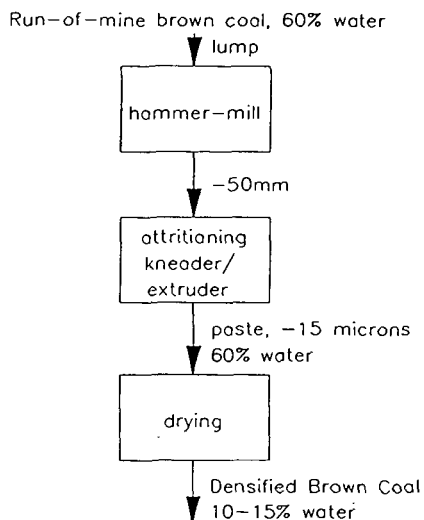 Run-of-mine brown coal, 60% water
lump
hammer-mill
-50mm
attritioning
kneader/
extruder
paste, -15 microns
60% water
drying
Densified Brown Coal
10-15% water